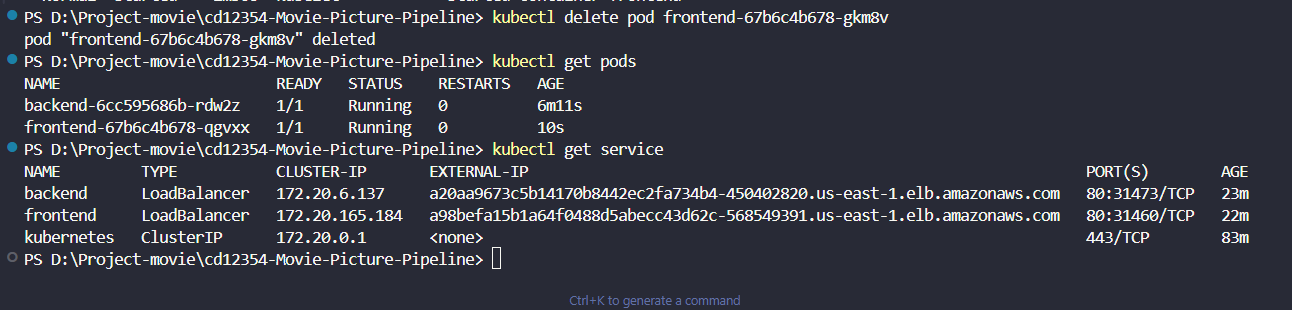 PS D:\Project-movie\cd12354-Movie-Picture-Pipeline> kubectl delete pod frontend-67b6c4b678-gkm8v
pod "frontend-67b6c4b678-gkm8v" deleted
PS D:\Project-movie\cd12354-Movie-Picture-Pipeline> kubectl get pods
NAME READY STATUS RESTARTS AGE
backend-6cc595686b-rdw2z 1/1 Running 0 6m11s
frontend-67b6c4b678-qgvxx 1/1 Running 0 10s
PS D:\Project-movie\cd12354-Movie-Picture-Pipeline> kubectl get service
NAME TYPE CLUSTER-IP EXTERNAL-IP PORT(S) AGE
backend LoadBalancer 172.20.6.137 a20aa9673c5b14170b8442ec2fa734b4-450402820.us-east-1.elb.amazonaws.com 80:31473/TCP 23m
frontend LoadBalancer 172.20.165.184 a98befa15b1a64f0488d5abecc43d62c-568549391.us-east-1.elb.amazonaws.com 80:31460/TCP 22m
kubernetes ClusterIP 172.20.0.1 <none> 443/TCP 83m
PS D:\Project-movie\cd12354-Movie-Picture-Pipeline>
Ctrl+K to generate a command